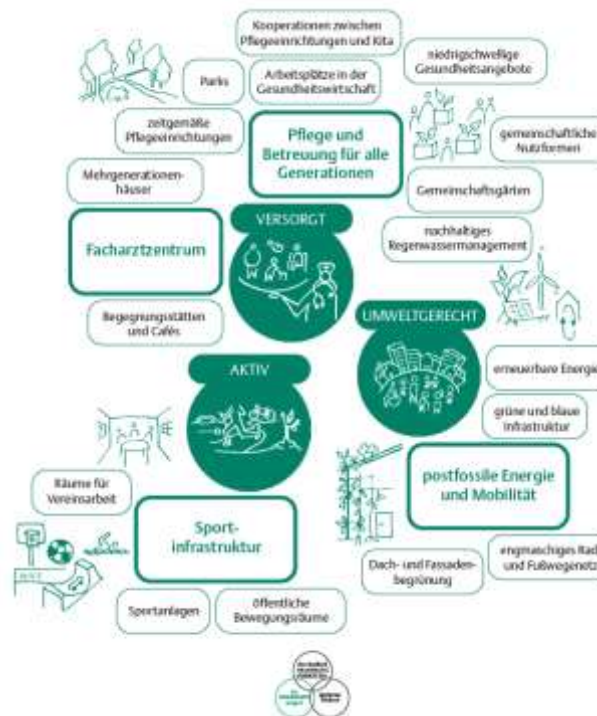 Kooperationen zwischen
Pflegeeinrichtungen und Kita
niedrigschwellige
Gesundheitsangebote
Parks
Arbeitsplätze in der
Gesundheitswirtschaft
zeitgemäße
Pflegeeinrichtungen
Pflege und
Betreuung für alle
Generationen
gemeinschaftliche
Nutzformen
Mehrgenerationen-
häuser
Gemeinschaftsgärten
VERSORGT
Facharztzentrum
nachhaltiges
Regenwassermanagement
Begegnungsstätten
und Cafés
UMWELTGERECHT
AKTIV
erneuerbare Energie
grüne und blaue
Infrastruktur
Räume für
Vereinsarbeit
postfossile Energie
und Mobilität
Sport-
infrastruktur
Dach- und Fassaden-
begrünung
engmaschiges Rad
und Fußwegenetz
Sportanlagen
öffentliche
Bewegungsräume